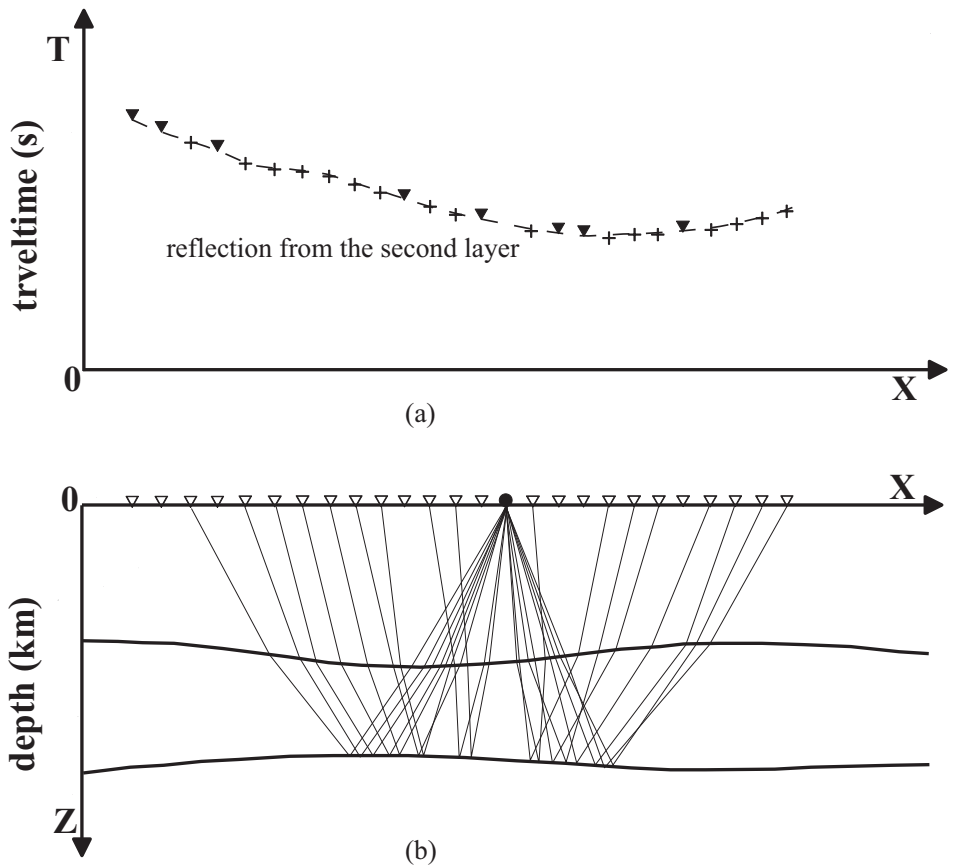 T
trveltime (s)
reflection from the second layer
0
X
(a)
0
X
depth (km)
Z
(b)